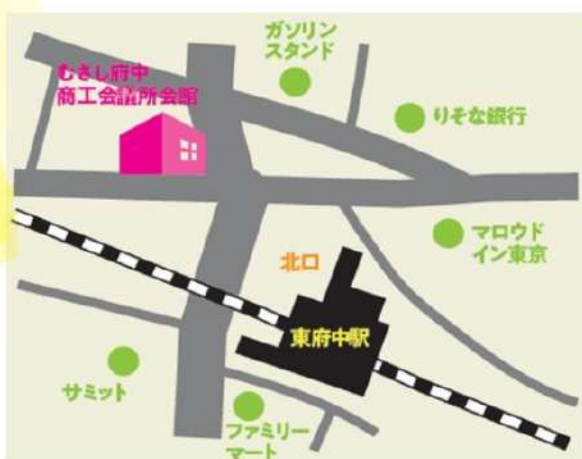 ガソリン
スタンド
むさし府中
商工会議所会館
りそな銀行
マロウド
イン東京
北口
東府中駅
サミット
ファミリー
マート